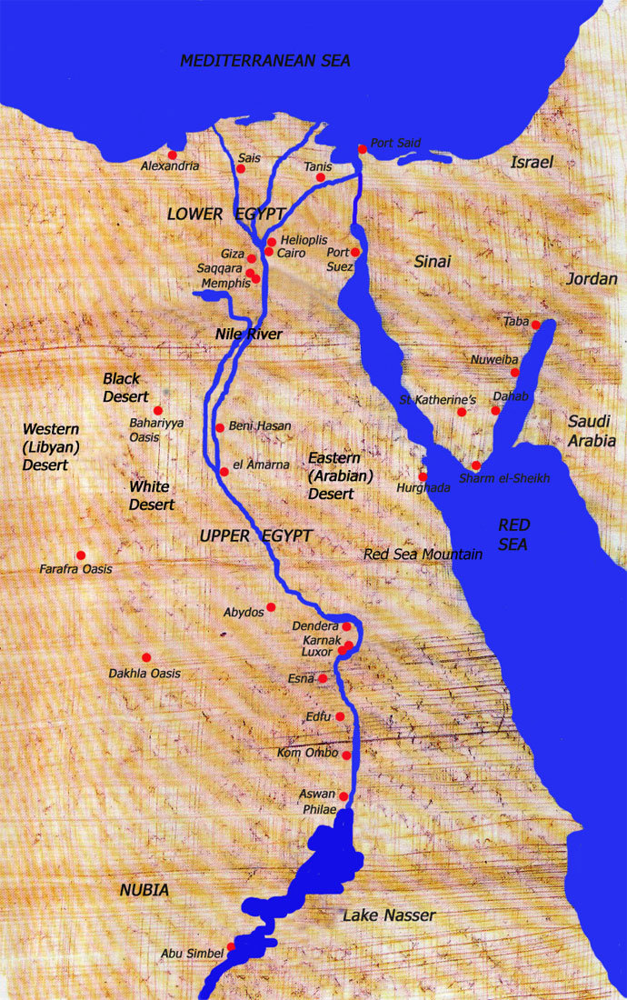 MEDITERRANEAN SEA
Port Said
Alexandria
Sais
Tanis
Israel
LOWER EGYPT
Helioplis
Giza
Cairo
Port
Suez
Sinai
Saqqara
Memphis
Jordan
Taba
Nile River
Nuweiba
Black
Desert
St Katherine's
Dahab
Bahariyya
Oasis
Beni Hasan
Western
(Libyan)
Desert
Saudi
Arabia
el Amarna
Eastern
(Arabian)
Desert
White
Desert
Hurghada
Sharm el-Sheikh
UPPER EGYPT
RED
SEA
Red Sea Mountain
Farafra Oasis
Abydos
Dendera
Karnak
Luxor
Dakhla Oasis
Esna
Edfu
Kom Ombo
Aswan
Philae
NUBIA
Lake Nasser
Abu Simbel